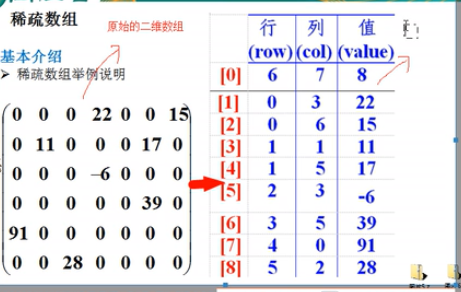 稀疏数组
原始的二维数组
基本介绍
稀疏数组举例说明
0 0 0 22 0 0 15
0 11 0 0 0 17 0
0 0 0 –6 0 0 0
0 0 0 0 0 39 0
91 0 0 0 0 0 0
0 0 28 0 0 0 0
行 列 值
(row) (col) (value)
[0] 6 7 8
[1] 0 3 22
[2] 0 6 15
[3] 1 1 11
[4] 1 5 17
[5] 2 3 -6
[6] 3 5 39
[7] 4 0 91
[8] 5 2 28